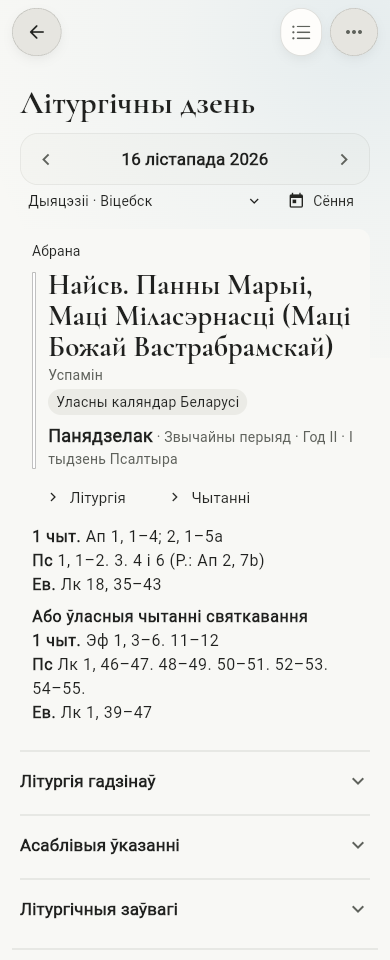 Літургічны дзень
16 лістапада 2026
Дыяцэзіі · Віцебск
Сёння
Абрана
Найсв. Панны Марыі,
Маці Міласэрнасці (Маці
Божай Вастрабрамскай)
Успамін
Уласны каляндар Беларусі
Панядзелак · Звычайны перыяд · Год II · I
тыдзень Псалтыра
Літургія
Чытанні
1 чыт. Ап 1, 1–4; 2, 1–5a
Пс 1, 1–2. 3. 4 i 6 (Р.: Ап 2, 7b)
Ев. Лк 18, 35–43
Або ўласныя чытанні святкавання
1 чыт. Эф 1, 3–6. 11–12
Пс Лк 1, 46–47. 48–49. 50–51. 52–53.
54–55.
Ев. Лк 1, 39–47
Літургія гадзінаў
Асаблівыя ўказанні
Літургічныя заўвагі